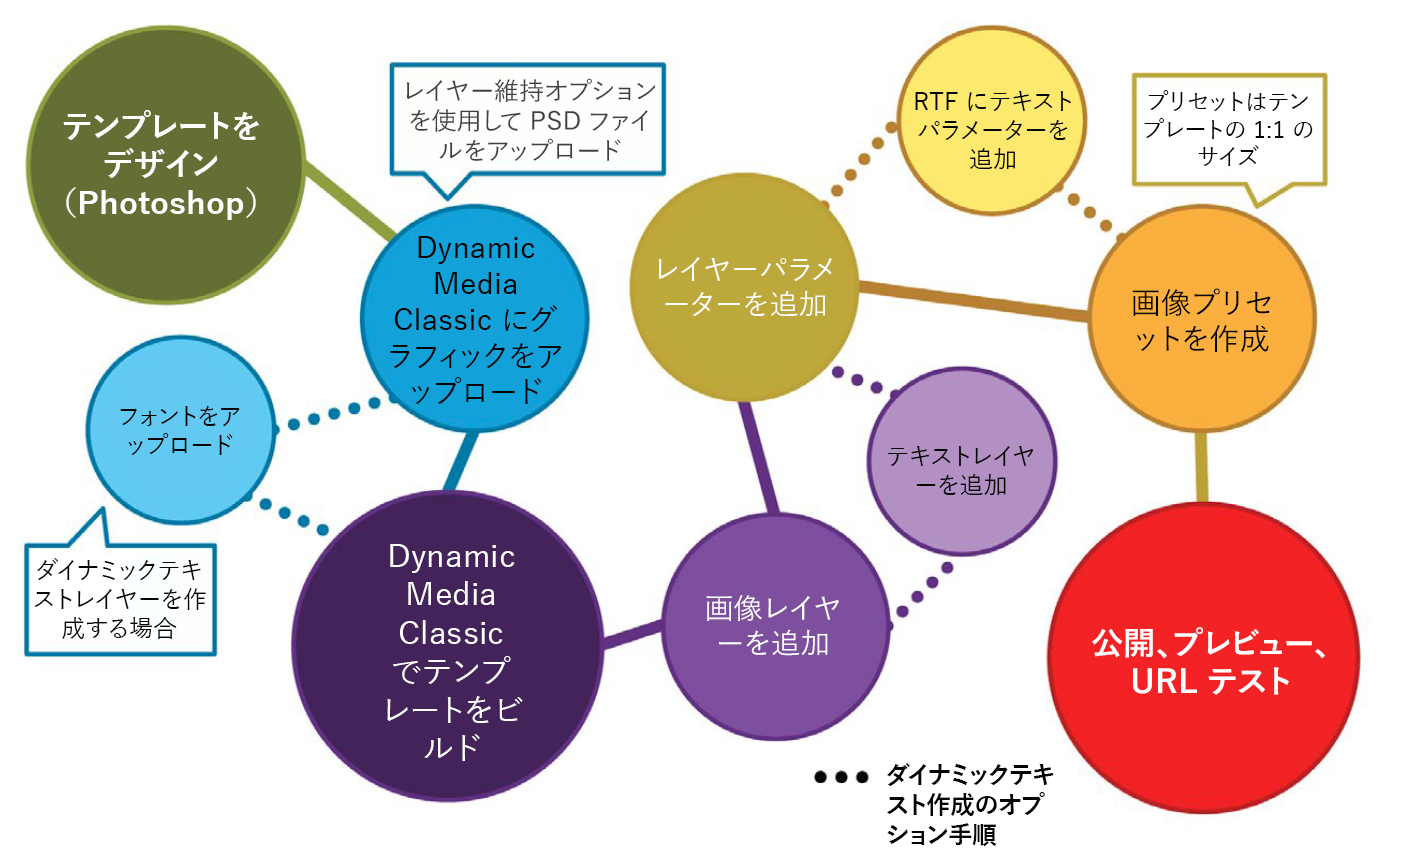 テンプレートを
デザイン
（Photoshop）
レイヤー維持オプション
を使用して PSD ファイ
ルをアップロード
Dynamic
Media
Classic にグ
ラフィックをア
ップロード
フォントをア
ップロード
ダイナミックテキ
ストレイヤーを作
成する場合
Dynamic
Media
Classic
でテンプ
レートをビ
ルド
画像レイヤ
ーを追加
テキストレイヤ
ーを追加
レイヤーパラメ
ーターを追加
RTF にテキスト
パラメーターを
追加
プリセットはテン
プレートの 1:1 の
サイズ
画像プリセ
ットを作成
公開、プレビュー、
URL テスト
ダイナミックテキ
スト作成のオプ
ション手順